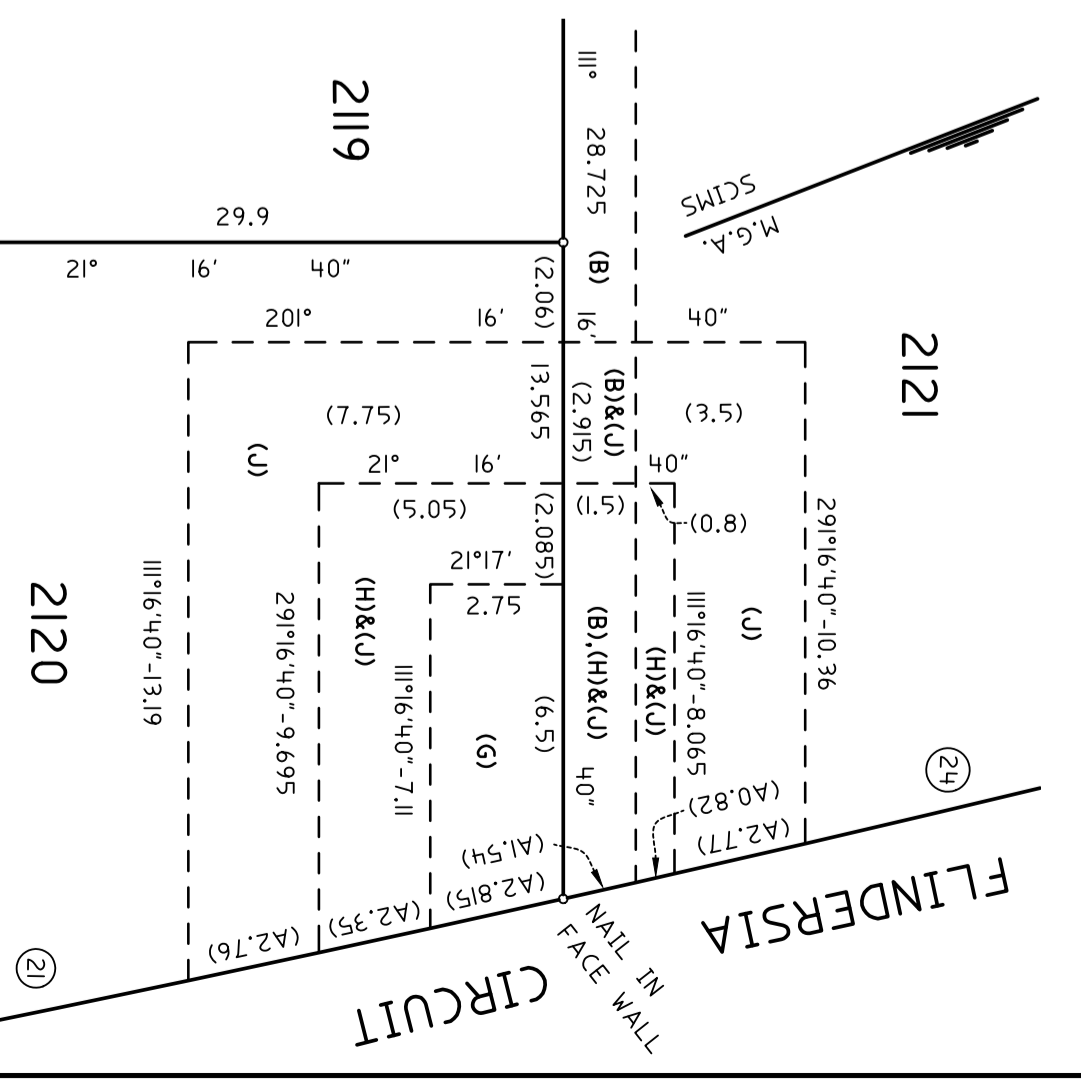 2119
111° 28.725 (B) 16' 40"
SCIMS
M.G.A.
29.9
21° 16' 40"
(2.06)
201° 16' 40"
2121
13.565
(2.915)
(B)&(J)
(7.75)
(3.5)
(J)
21° 16' 40"
(5.05)
(1.5)
(0.8)
(2.085)
21°17'
2.75
291°16'40"-10.36
(J)
2120
111°16'40"-13.19
291°16'40"-9.695
(H)&(J)
111°16'40"-7.11
(G)
(6.5)
(B),(H)&(J)
(H)&(J)
111°16'40"-8.065
24
(A0.82)
(A2.77)
(A1.54)
(A2.815)
(A2.35)
(A2.76)
21
NAIL IN
FACE WALL
FLINDERSIA
CIRCUIT